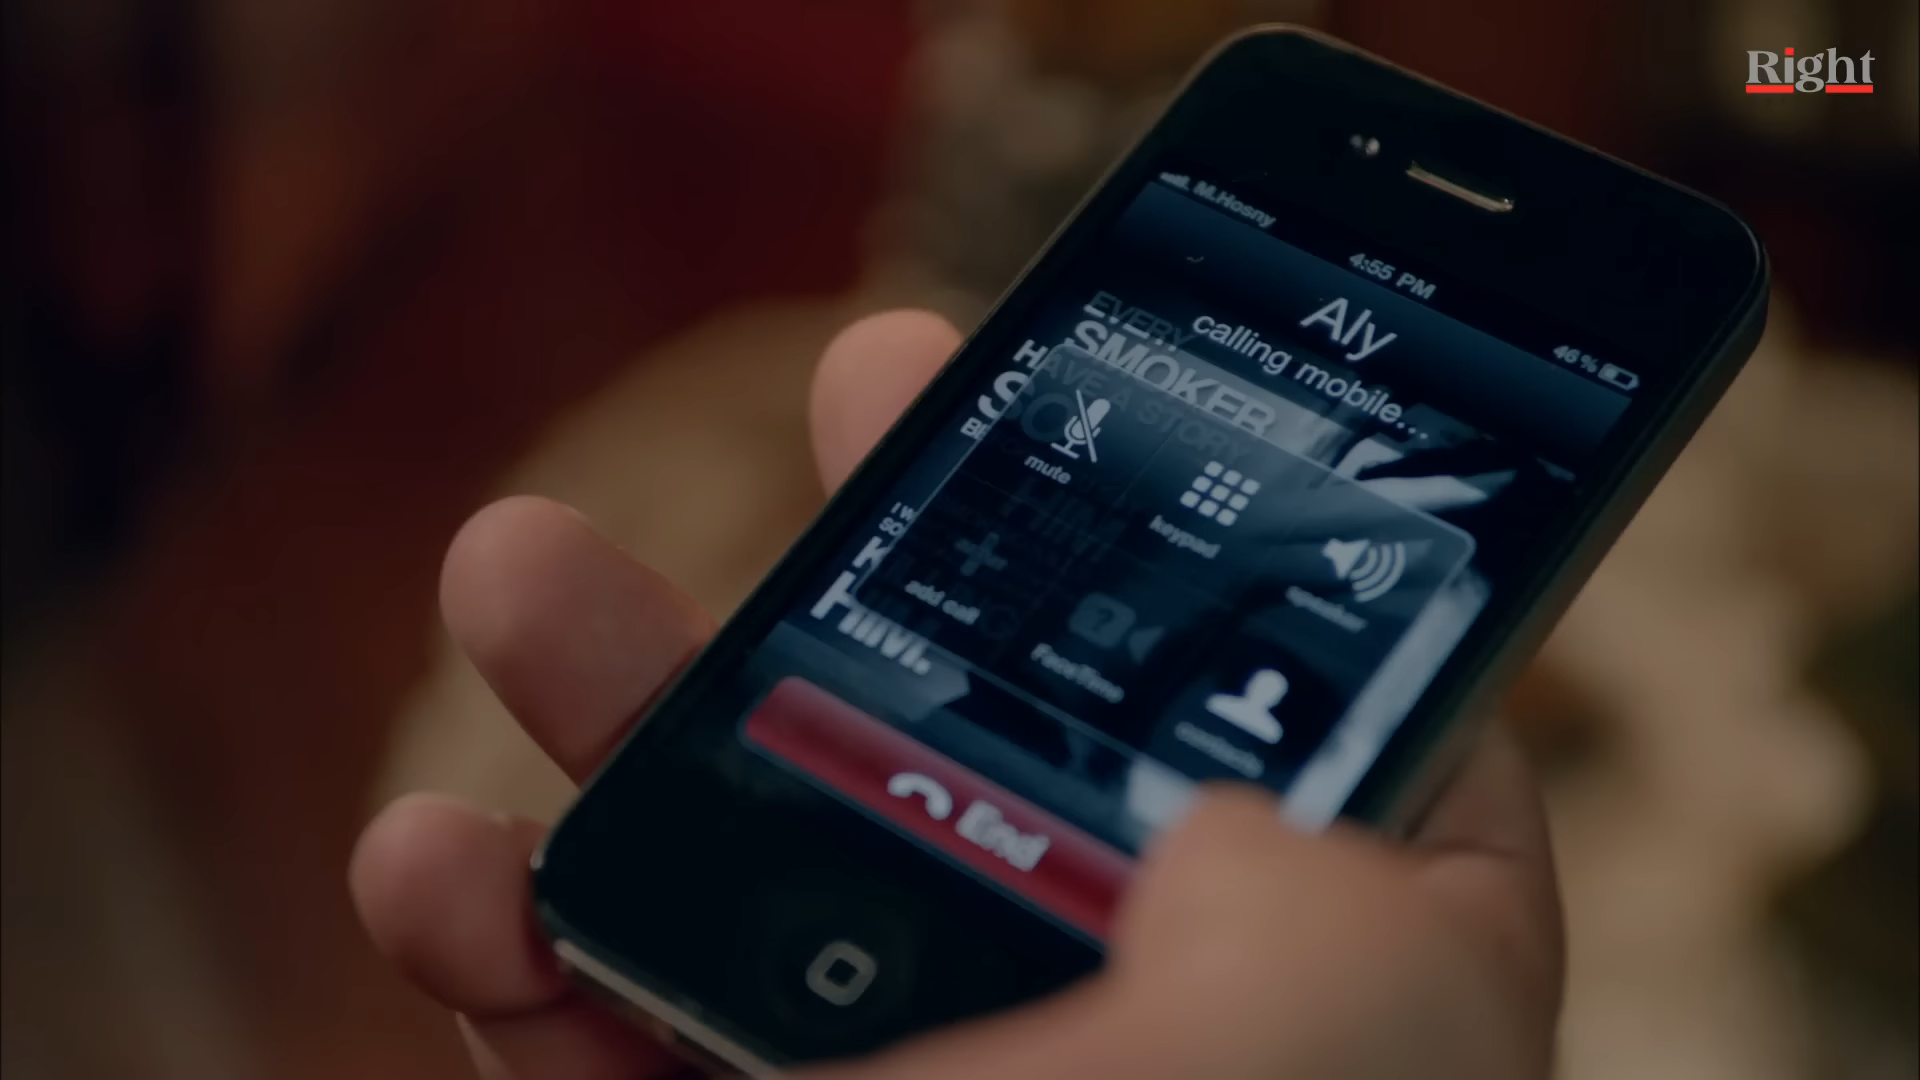 Right
M.Hosny
4:55 PM
46%
Aly
calling mobile...
EVERY
SMOKER
HAVE A STORY
mute
keypad
speaker
add call
FaceTime
contacts
HIM.
End